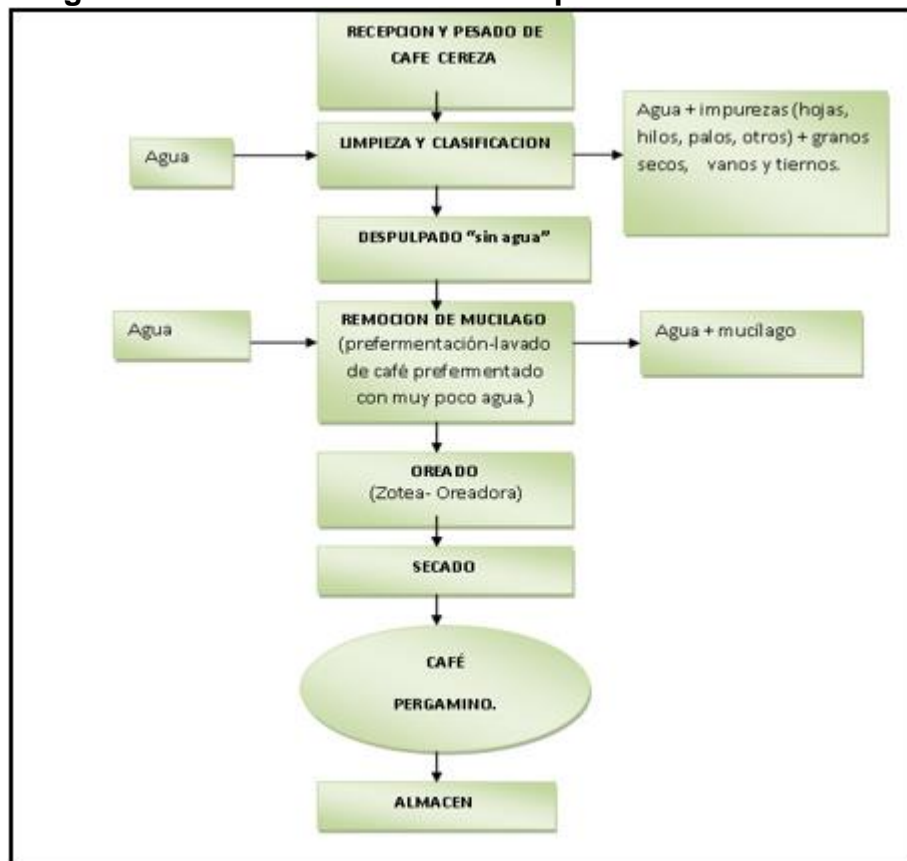 RECEPCION Y PESADO DE
CAFE CEREZA
Agua
LIMPIEZA Y CLASIFICACION
Agua + impurezas (hojas,
hilos, palos, otros) + granos
secos, vanos y tiernos.
DESPULPADO “sin agua”
Agua
REMOCION DE MUCILAGO
(prefermentación-lavado
de café prefermentado
con muy poco agua.)
Agua + mucílago
OREADO
(Zotea- Oreadora)
SECADO
CAFÉ
PERGAMINO.
ALMACEN